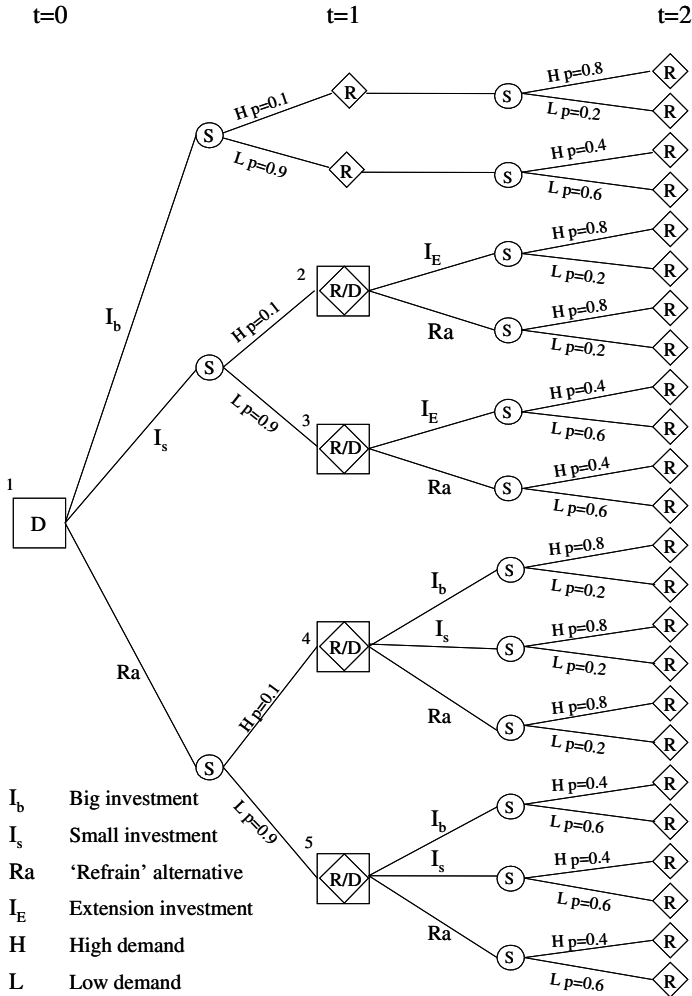 t=0 t=1 t=2
H p=0.8
R
H p=0.1
R
S
L p=0.2
R
S
L p=0.9
R
S
H p=0.4
R
L p=0.6
R
I_b
2
R/D
I_E
S
H p=0.8
R
L p=0.2
R
H p=0.1
Ra
S
H p=0.8
R
L p=0.2
R
S
I_s
L p=0.9
3
R/D
I_E
S
H p=0.4
R
L p=0.6
R
Ra
S
H p=0.4
R
L p=0.6
R
1
D
I_b
S
H p=0.8
R
L p=0.2
R
4
R/D
I_s
S
H p=0.8
R
L p=0.2
R
Ra
H p=0.1
Ra
S
H p=0.8
R
L p=0.2
R
S
L p=0.9
5
R/D
I_b
S
H p=0.4
R
L p=0.6
R
I_s
S
H p=0.4
R
L p=0.6
R
Ra
S
H p=0.4
R
L p=0.6
R
I_b Big investment
I_s Small investment
Ra ‘Refrain’ alternative
I_E Extension investment
H High demand
L Low demand